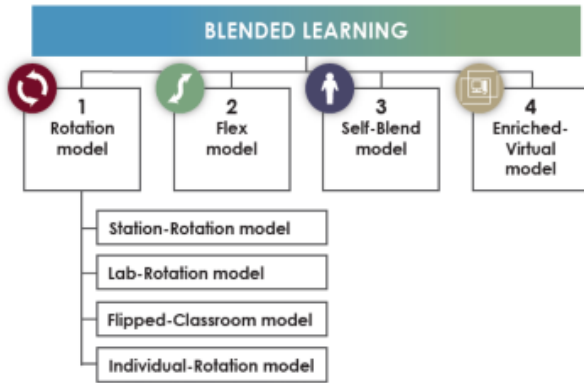 BLENDED LEARNING
1
Rotation
model
2
Flex
model
3
Self-Blend
model
4
Enriched-
Virtual
model
Station-Rotation model
Lab-Rotation model
Flipped-Classroom model
Individual-Rotation model